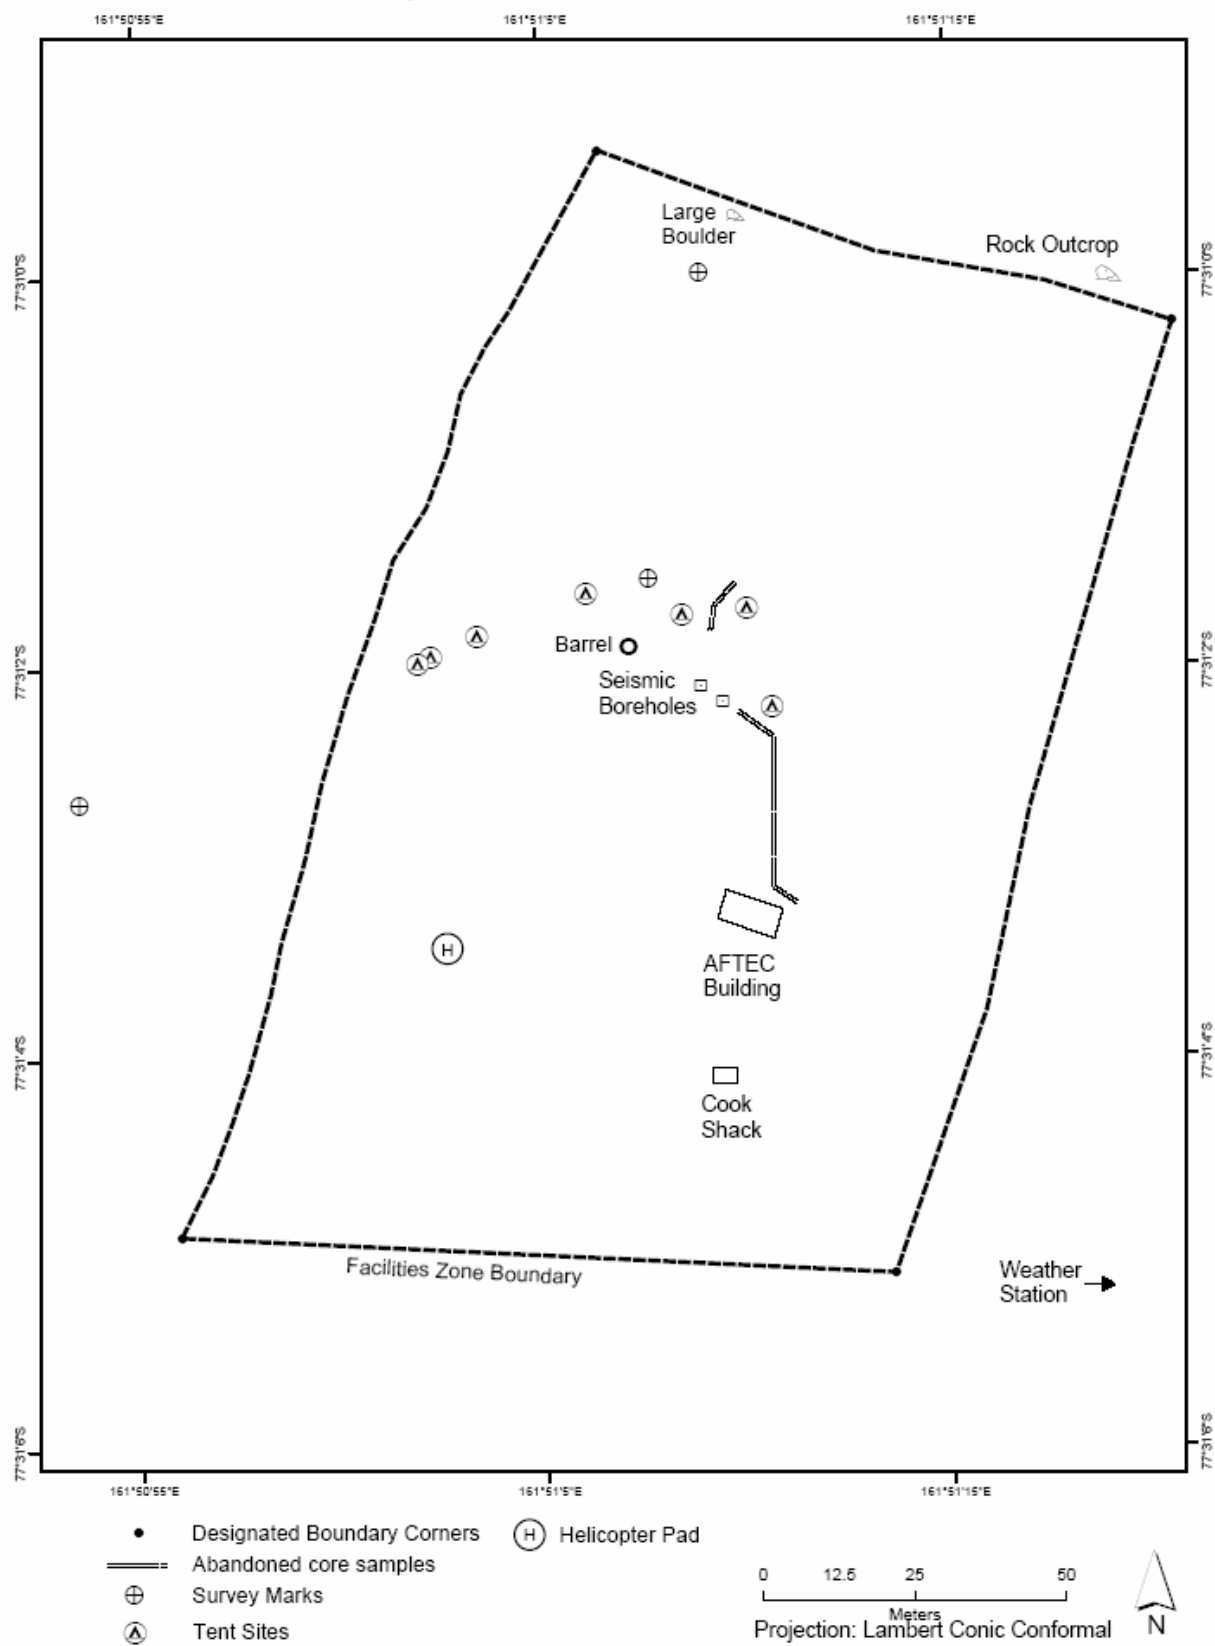 161°50'55"E 161°51'5"E 161°51'15"E
Large
Boulder
Rock Outcrop
77°31'0"S 77°31'0"S
Barrel
Seismic
Boreholes
77°31'2"S 77°31'2"S
H
AFTEC
Building
77°31'4"S 77°31'4"S
Cook
Shack
Facilities Zone Boundary
Weather
Station
77°31'6"S 77°31'6"S
161°50'55"E 161°51'5"E 161°51'15"E
Designated Boundary Corners H Helicopter Pad
Abandoned core samples
Survey Marks
Tent Sites
0 12.5 25 50
Meters
Projection: Lambert Conic Conformal
N